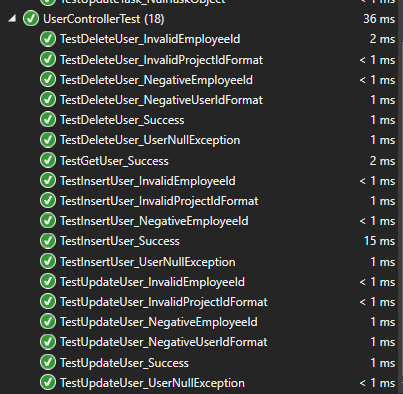 TestUpdateTask_NullTaskObject 1 ms
UserControllerTest (18) 36 ms
TestDeleteUser_InvalidEmployeeId 2 ms
TestDeleteUser_InvalidProjectIdFormat < 1 ms
TestDeleteUser_NegativeEmployeeId < 1 ms
TestDeleteUser_NegativeUserIdFormat 1 ms
TestDeleteUser_Success 1 ms
TestDeleteUser_UserNullException 1 ms
TestGetUser_Success 2 ms
TestInsertUser_InvalidEmployeeId < 1 ms
TestInsertUser_InvalidProjectIdFormat 1 ms
TestInsertUser_NegativeEmployeeId < 1 ms
TestInsertUser_Success 15 ms
TestInsertUser_UserNullException 1 ms
TestUpdateUser_InvalidEmployeeId < 1 ms
TestUpdateUser_InvalidProjectIdFormat < 1 ms
TestUpdateUser_NegativeEmployeeId 1 ms
TestUpdateUser_NegativeUserIdFormat 1 ms
TestUpdateUser_Success 1 ms
TestUpdateUser_UserNullException < 1 ms